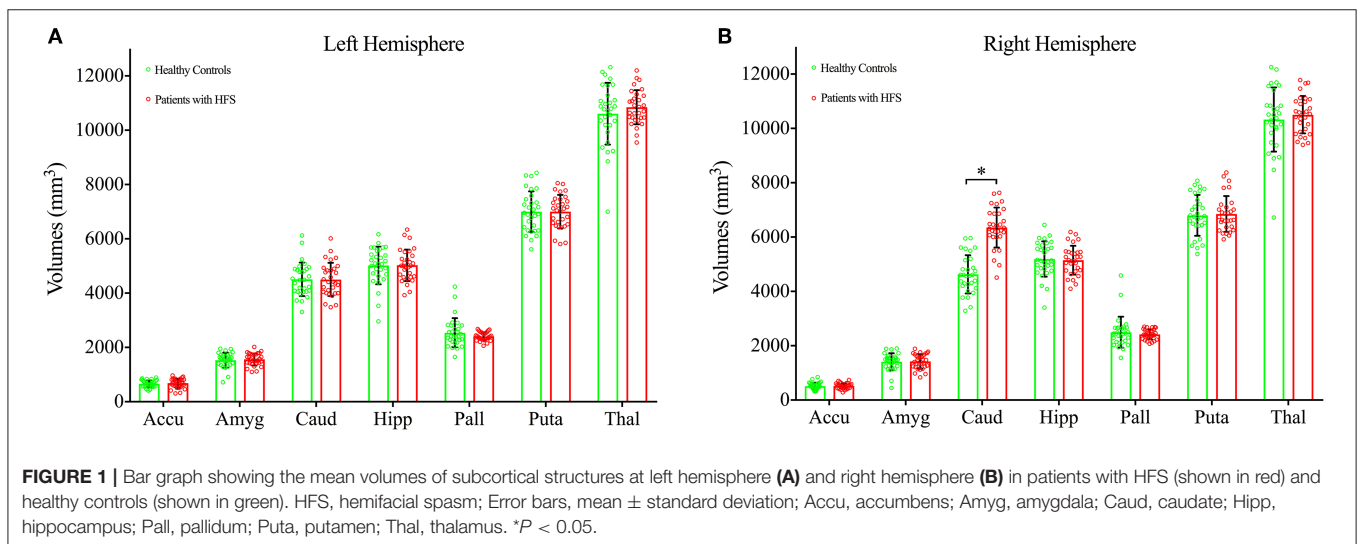 A
Left Hemisphere
Healthy Controls
Patients with HFS
Volumes (mm³)
12000
10000
8000
6000
4000
2000
0
Accu Amyg Caud Hipp Pall Puta Thal
B
Right Hemisphere
Healthy Controls
Patients with HFS
Volumes (mm³)
12000
10000
8000
6000
4000
2000
0
*
Accu Amyg Caud Hipp Pall Puta Thal
FIGURE 1 | Bar graph showing the mean volumes of subcortical structures at left hemisphere (A) and right hemisphere (B) in patients with HFS (shown in red) and
healthy controls (shown in green). HFS, hemifacial spasm; Error bars, mean ± standard deviation; Accu, accumbens; Amyg, amygdala; Caud, caudate; Hipp,
hippocampus; Pall, pallidum; Puta, putamen; Thal, thalamus. *P < 0.05.